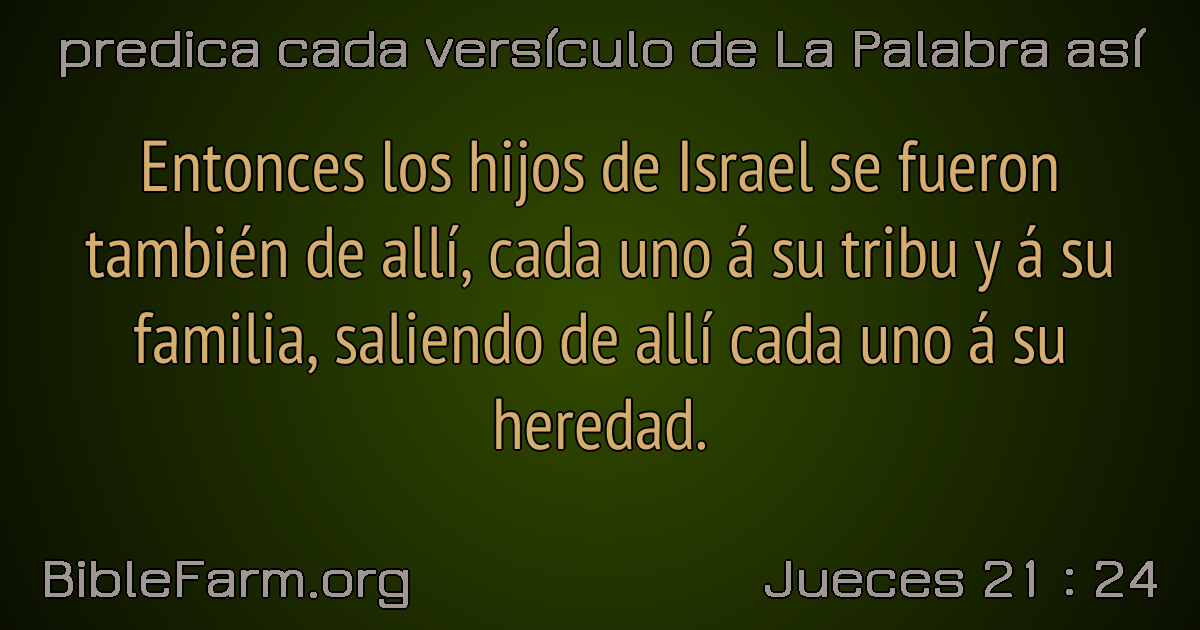 predica cada versículo de La Palabra así
Entonces los hijos de Israel se fueron
también de allí, cada uno á su tribu y á su
familia, saliendo de allí cada uno á su
heredad.
BibleFarm.org
Jueces 21 : 24